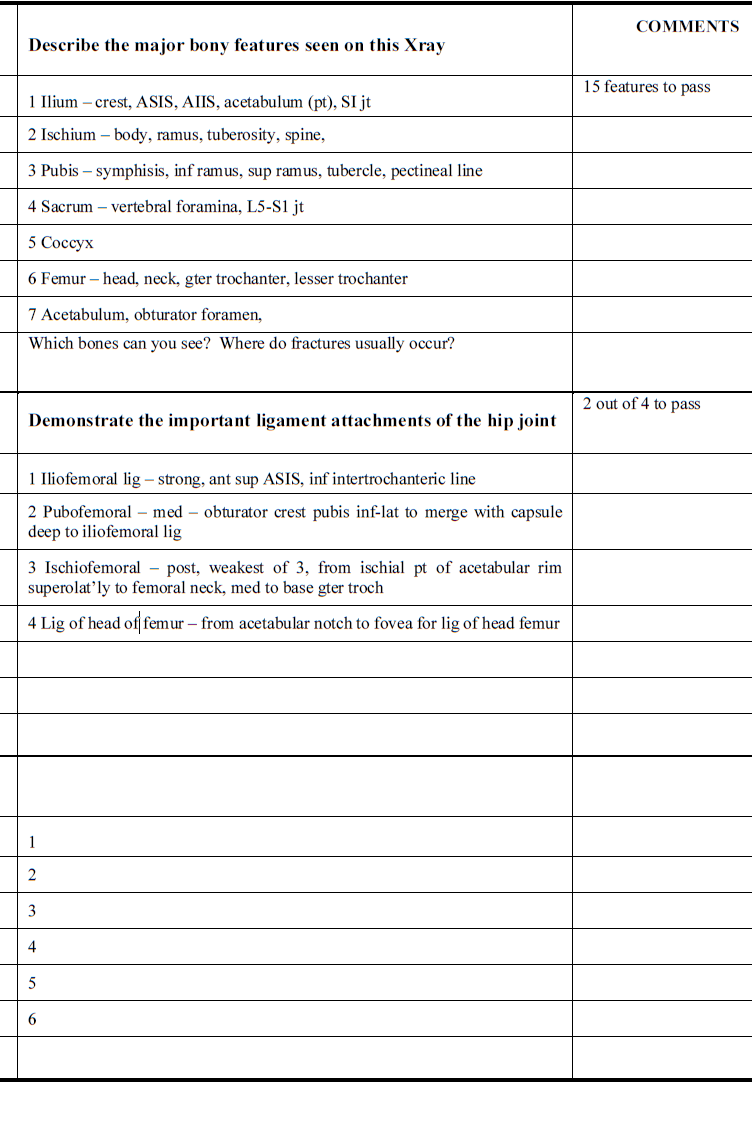 COMMENTS
Describe the major bony features seen on this Xray
15 features to pass
1 Ilium – crest, ASIS, AIIS, acetabulum (pt), SI jt
2 Ischium – body, ramus, tuberosity, spine,
3 Pubis – symphisis, inf ramus, sup ramus, tubercle, pectineal line
4 Sacrum – vertebral foramina, L5-S1 jt
5 Coccyx
6 Femur – head, neck, gter trochanter, lesser trochanter
7 Acetabulum, obturator foramen,
Which bones can you see?  Where do fractures usually occur?
2 out of 4 to pass
Demonstrate the important ligament attachments of the hip joint
1 Iliofemoral lig – strong, ant sup ASIS, inf intertrochanteric line
2 Pubofemoral – med – obturator crest pubis inf-lat to merge with capsule
deep to iliofemoral lig
3 Ischiofemoral – post, weakest of 3, from ischial pt of acetabular rim
superolat’ly to femoral neck, med to base gter troch
4 Lig of head of femur – from acetabular notch to fovea for lig of head femur
1
2
3
4
5
6